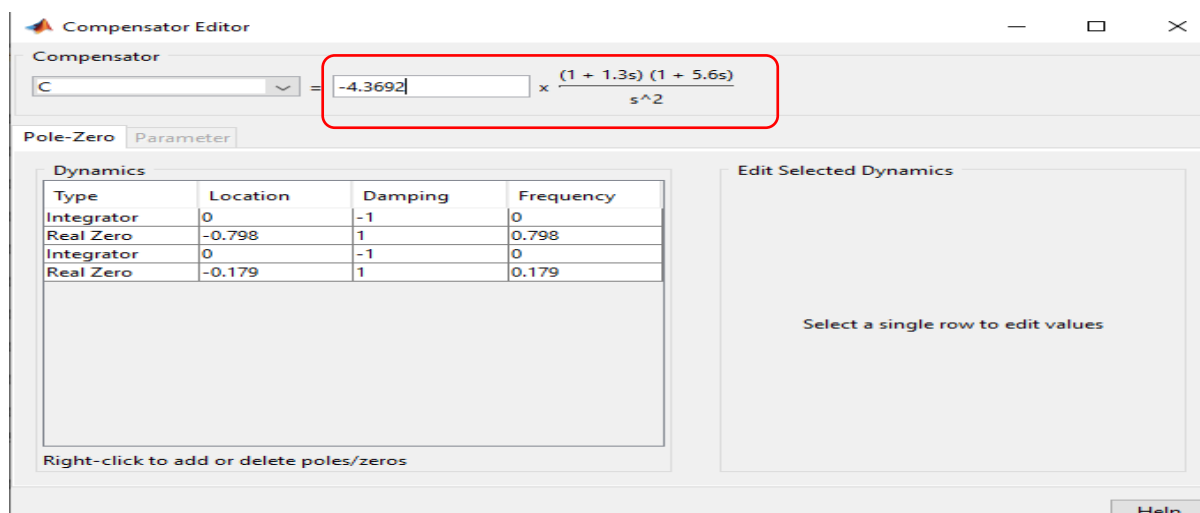 Compensator Editor
Compensator
C = -4.3692 x (1 + 1.3s) (1 + 5.6s)
s^2
Pole-Zero Parameter
Dynamics
Type Location Damping Frequency
Integrator 0 -1 0
Real Zero -0.798 1 0.798
Integrator 0 -1 0
Real Zero -0.179 1 0.179
Right-click to add or delete poles/zeros
Edit Selected Dynamics
Select a single row to edit values
Help